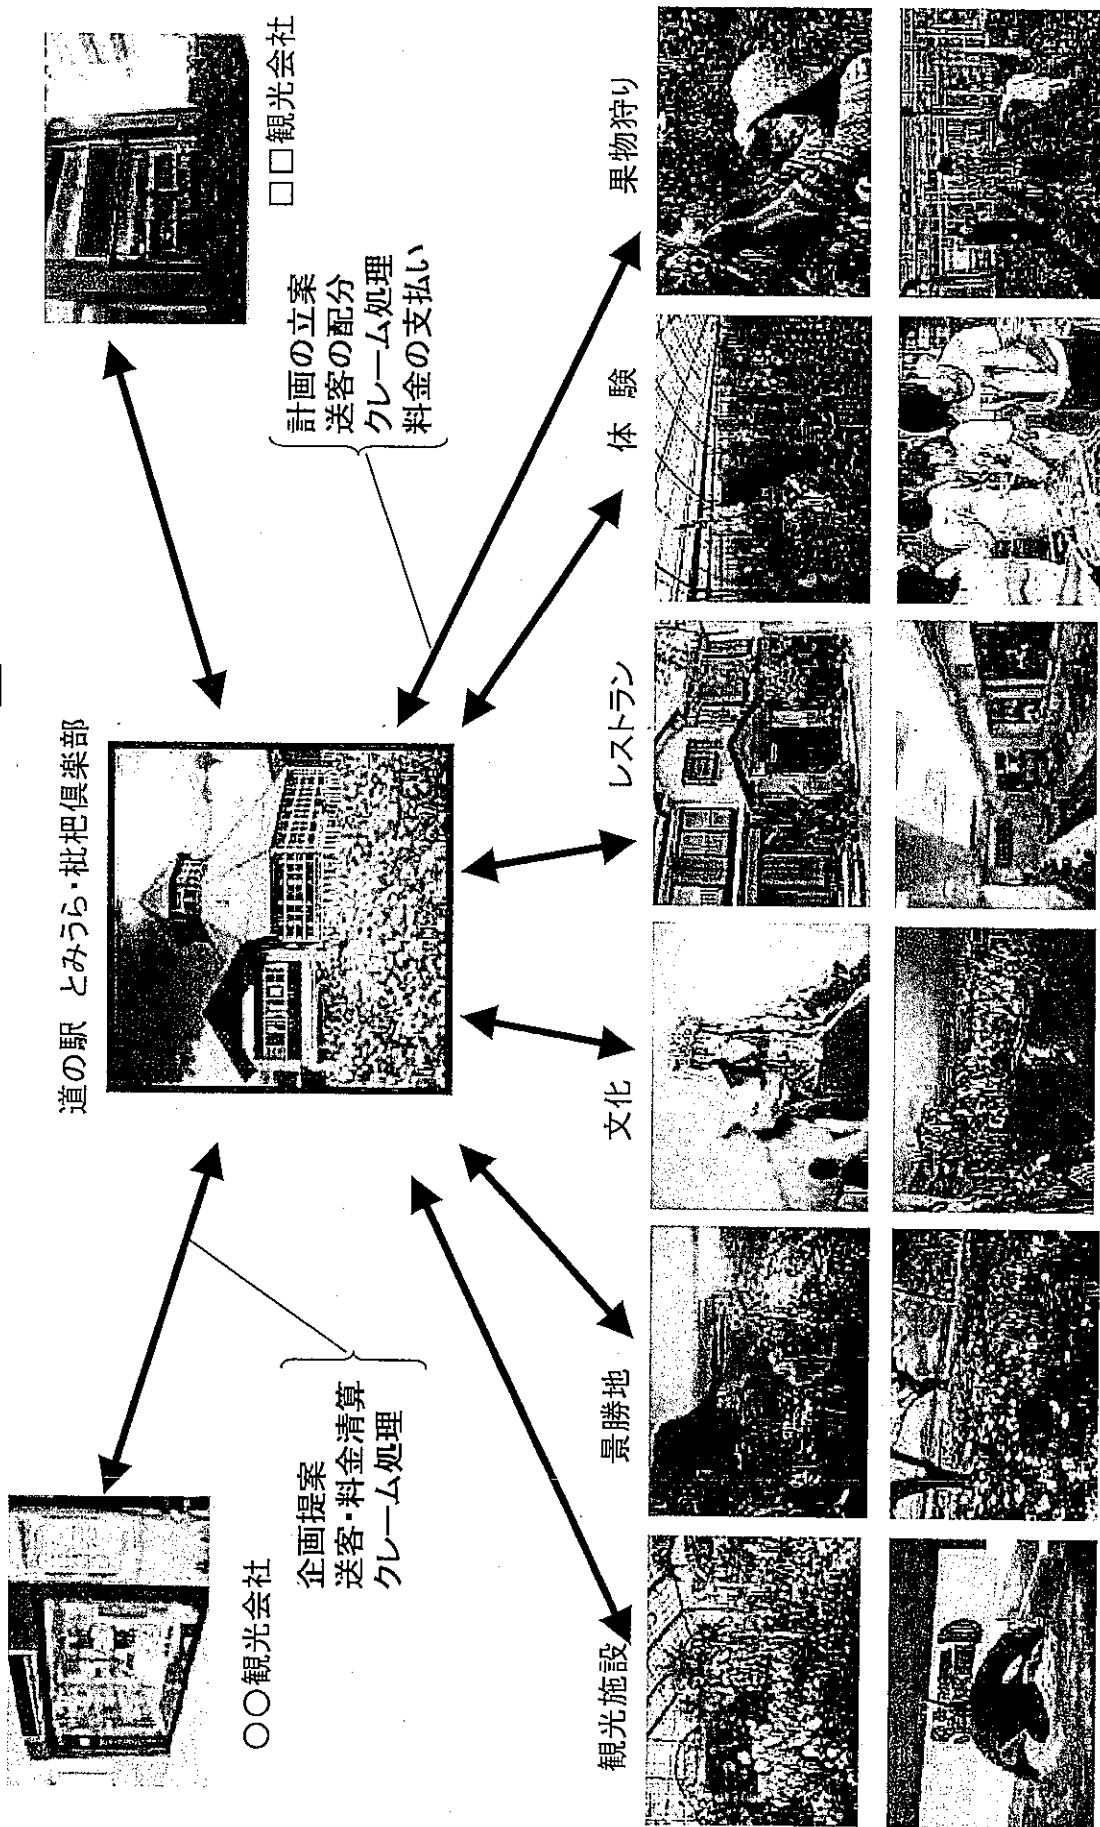 道の駅 とみうら・枇杷倶楽部
○○観光会社
□□観光会社
企画提案
送客・料金清算
クレーム処理
計画の立案
送客の配分
クレーム処理
料金の支払い
観光施設
景勝地
文化
レストラン
体 験
果物狩り